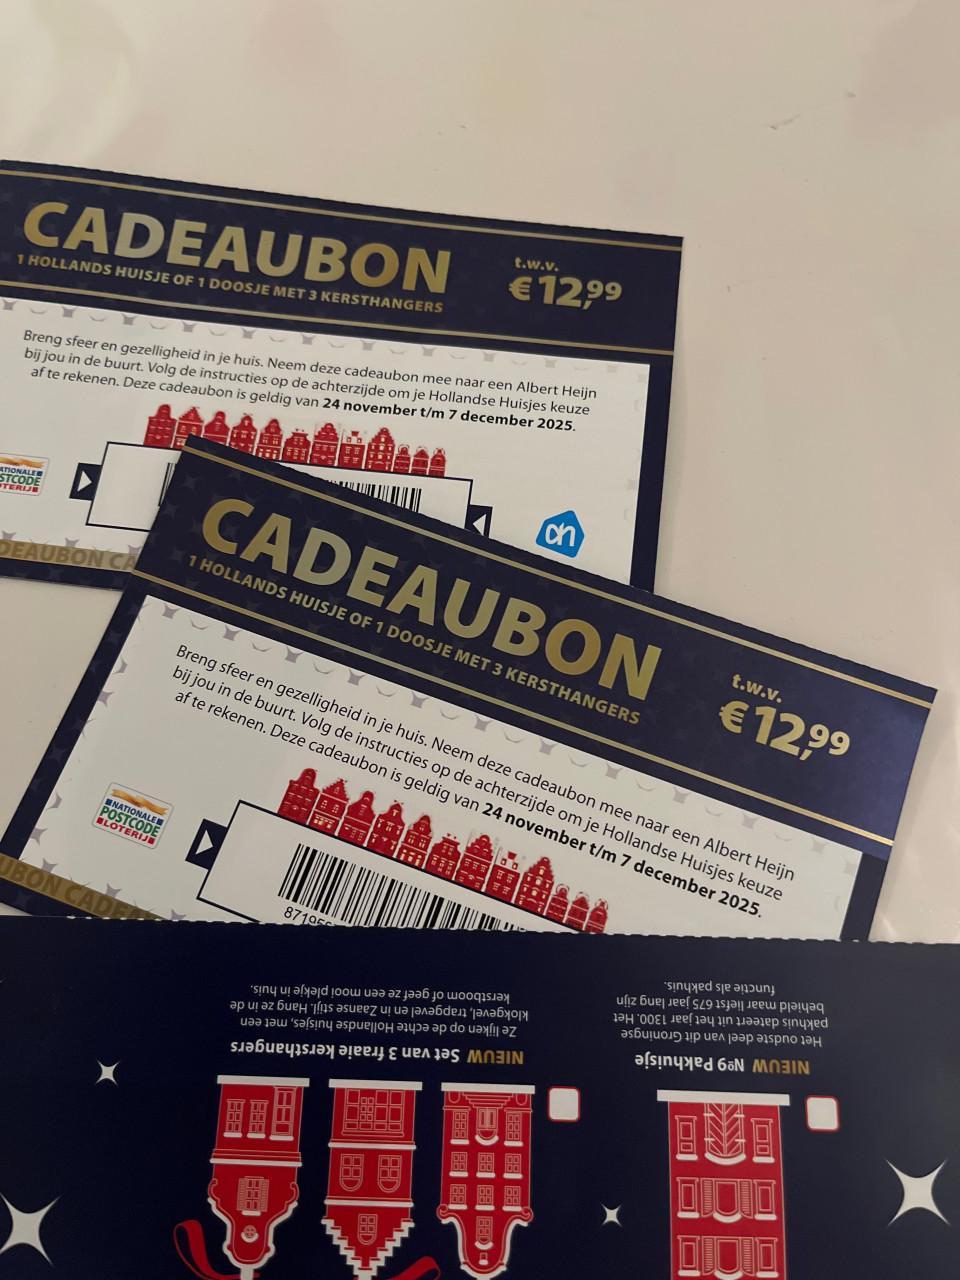 CADEAUBON
1 HOLLANDS HUISJE OF 1 DOOSJE MET 3 KERSTHANGERS
t.w.v.
€ 12,99
Breng sfeer en gezelligheid in je huis. Neem deze cadeaubon mee naar een Albert Heijn
bij jou in de buurt. Volg de instructies op de achterzijde om je Hollandse Huisjes keuze
af te rekenen. Deze cadeaubon is geldig van 24 november t/m 7 december 2025.
NATIONALE
POSTCODE
LOTERIJ
ah
CADEAUBON CA
CADEAUBON
1 HOLLANDS HUISJE OF 1 DOOSJE MET 3 KERSTHANGERS
t.w.v.
€ 12,99
Breng sfeer en gezelligheid in je huis. Neem deze cadeaubon mee naar een Albert Heijn
bij jou in de buurt. Volg de instructies op de achterzijde om je Hollandse Huisjes keuze
af te rekenen. Deze cadeaubon is geldig van 24 november t/m 7 december 2025.
NATIONALE
POSTCODE
LOTERIJ
UBON CADEA
NIEUW Nº9 Pakhuisje
Het oudste deel van dit Groningse
pakhuis dateert uit het jaar 1300. Het
behield maar liefst 675 jaar lang zijn
functie als pakhuis.
NIEUW Set van 3 fraaie kersthangers
Ze lijken op de echte Hollandse huisjes, met een
klokgevel, trapgevel en in Zaanse stijl. Hang ze in de
kerstboom of geef ze een mooi plekje in huis.